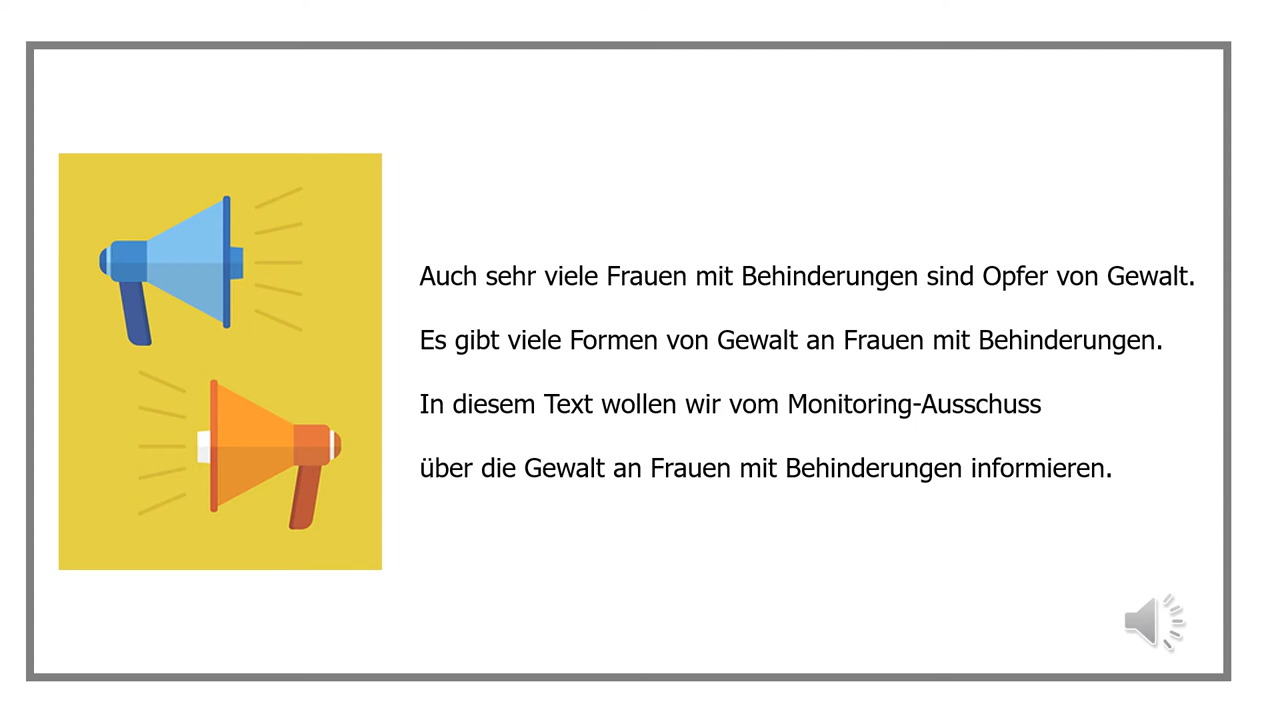 Auch sehr viele Frauen mit Behinderungen sind Opfer von Gewalt.
Es gibt viele Formen von Gewalt an Frauen mit Behinderungen.
In diesem Text wollen wir vom Monitoring-Ausschuss
über die Gewalt an Frauen mit Behinderungen informieren.